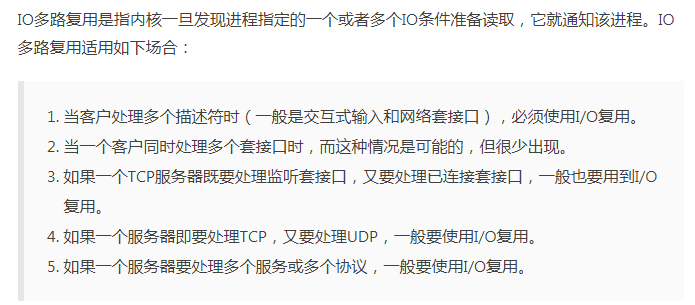 IO多路复用是指内核一旦发现进程指定的一个或者多个IO条件准备读取，它就通知该进程。IO
多路复用适用如下场合：
1. 当客户处理多个描述符时（一般是交互式输入和网络套接口），必须使用I/O复用。
2. 当一个客户同时处理多个套接口时，而这种情况是可能的，但很少出现。
3. 如果一个TCP服务器既要处理监听套接口，又要处理已连接套接口，一般也要用到I/O
复用。
4. 如果一个服务器即要处理TCP，又要处理UDP，一般要使用I/O复用。
5. 如果一个服务器要处理多个服务或多个协议，一般要使用I/O复用。